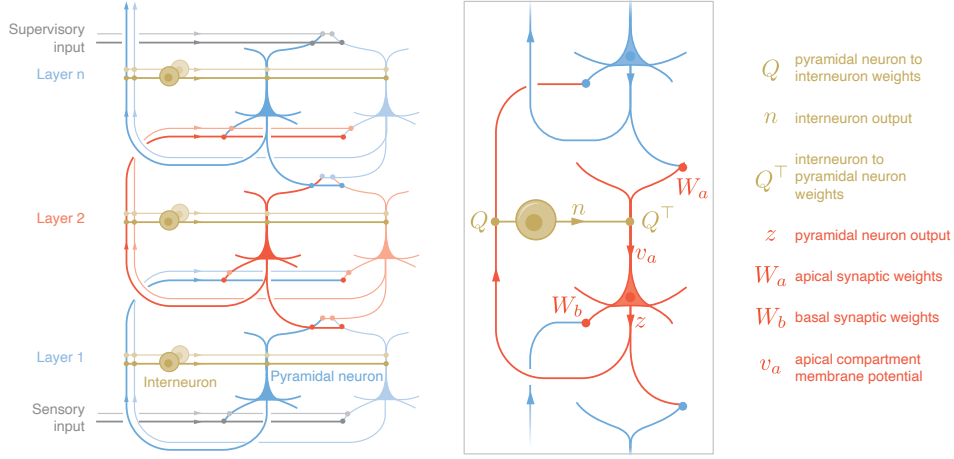 Supervisory
input
Layer n
Layer 2
Layer 1
Interneuron
Pyramidal neuron
Sensory
input
W_a
Q
n
Q^⊤
v_a
W_b
z
Q
pyramidal neuron to
interneuron weights
n
interneuron output
Q^⊤
interneuron to
pyramidal neuron
weights
z
pyramidal neuron output
W_a
apical synaptic weights
W_b
basal synaptic weights
v_a
apical compartment
membrane potential